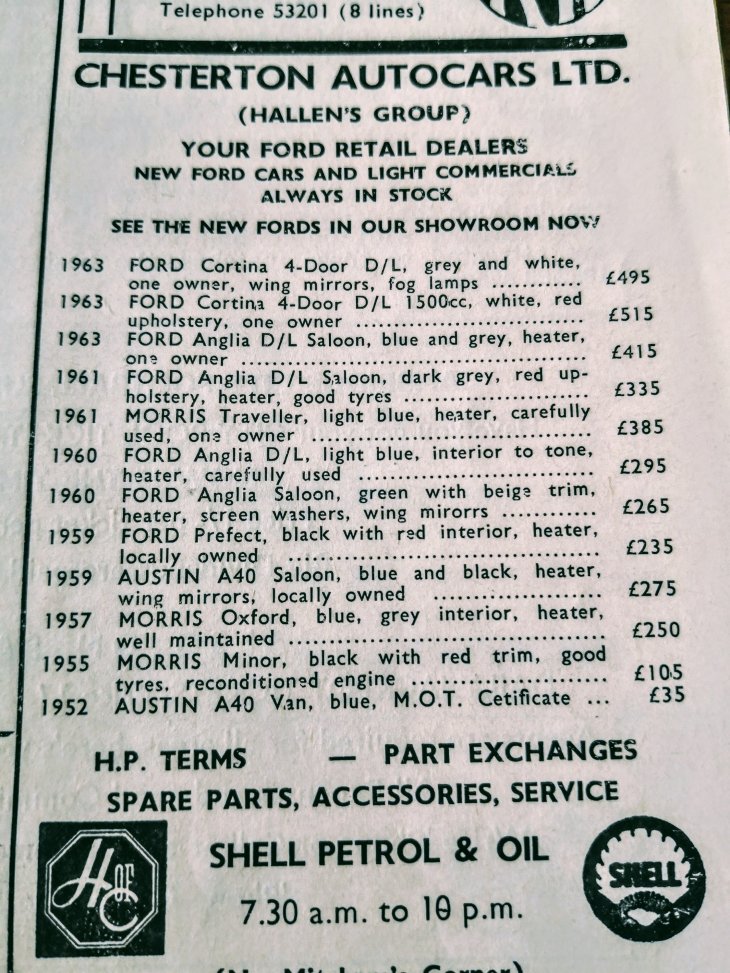 Telephone 53201 (8 lines)
CHESTERTON AUTOCARS LTD.
(HALLEN'S GROUP)
YOUR FORD RETAIL DEALERS
NEW FORD CARS AND LIGHT COMMERCIALS
ALWAYS IN STOCK
SEE THE NEW FORDS IN OUR SHOWROOM NOW
1963 FORD Cortina 4-Door D/L, grey and white,
one owner, wing mirrors, fog lamps ............ £495
1963 FORD Cortina 4-Door D/L 1500cc, white, red
upholstery, one owner .............................. £515
1963 FORD Anglia D/L Saloon, blue and grey, heater,
one owner ............................................. £415
1961 FORD Anglia D/L Saloon, dark grey, red up-
holstery, heater, good tyres ........................ £335
1961 MORRIS Traveller, light blue, heater, carefully
used, one owner ..................................... £385
1960 FORD Anglia D/L, light blue, interior to tone,
heater, carefully used ............................... £295
1960 FORD Anglia Saloon, green with beige trim,
heater, screen washers, wing mirorrs ............ £265
1959 FORD Prefect, black with red interior, heater,
locally owned ........................................ £235
1959 AUSTIN A40 Saloon, blue and black, heater,
wing mirrors, locally owned ..................... £275
1957 MORRIS Oxford, blue, grey interior, heater,
well maintained ......................................... £250
1955 MORRIS Minor, black with red trim, good
tyres, reconditioned engine ......................... £105
1952 AUSTIN A40 Van, blue, M.O.T. Cetificate ... £35
H.P. TERMS — PART EXCHANGES
SPARE PARTS, ACCESSORIES, SERVICE
H OF C
SHELL PETROL & OIL
SHELL
7.30 a.m. to 10 p.m.